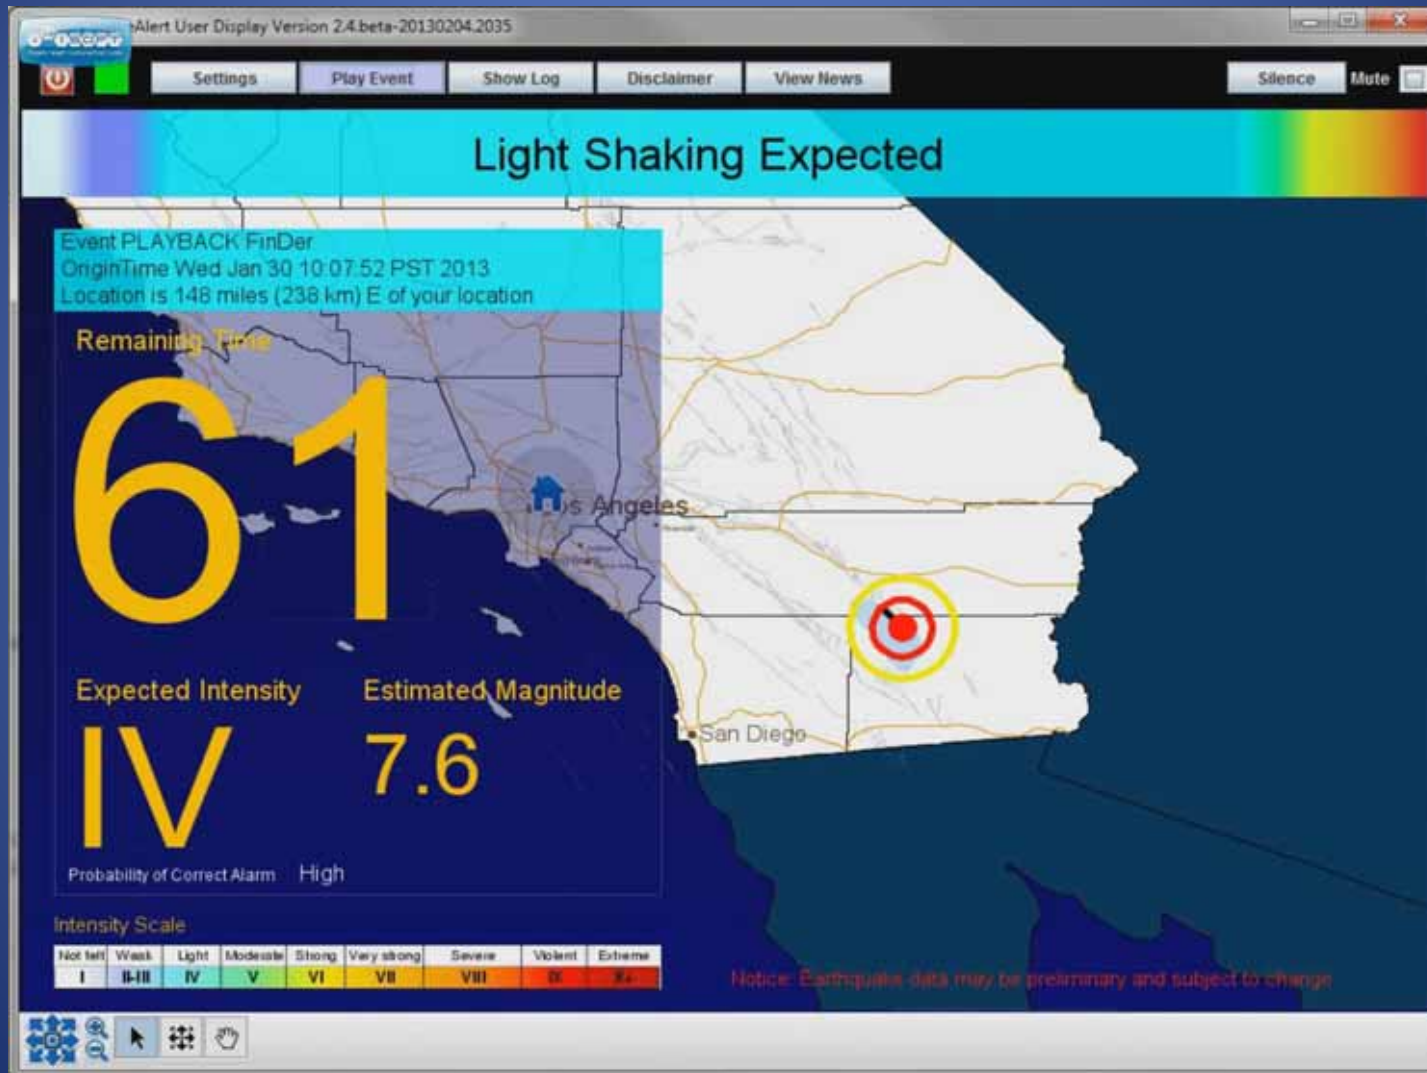 eAlert User Display Version 2.4.beta-20130204.2035
Settings Play Event Show Log Disclaimer View News Silence Mute
Light Shaking Expected
Event PLAYBACK FinDer
OriginTime Wed Jan 30 10:07:52 PST 2013
Location is 148 miles (238 km) E of your location
Remaining Time
61
Los Angeles
Expected Intensity Estimated Magnitude
IV 7.6
San Diego
Probability of Correct Alarm High
Intensity Scale
Not felt Weak Light Moderate Strong Very strong Severe Violent Extreme
I II-III IV V VI VII VIII IX X+
Notice: Earthquake data may be preliminary and subject to change